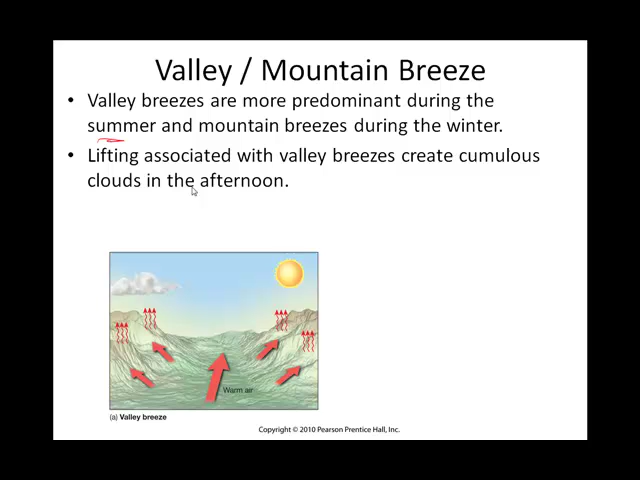 Valley / Mountain Breeze
• Valley breezes are more predominant during the
summer and mountain breezes during the winter.
• Lifting associated with valley breezes create cumulous
clouds in the afternoon.
Warm air
(a) Valley breeze
Copyright © 2010 Pearson Prentice Hall, Inc.